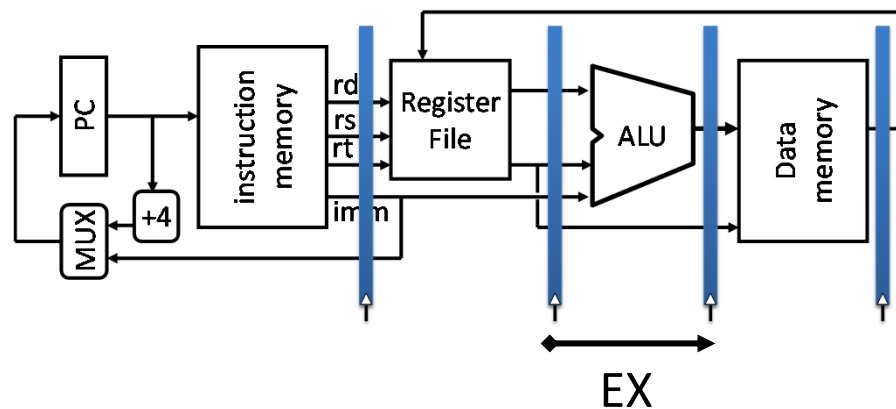 PC
+4
MUX
instruction
memory
rd
rs
rt
imm
Register
File
ALU
Data
memory
EX